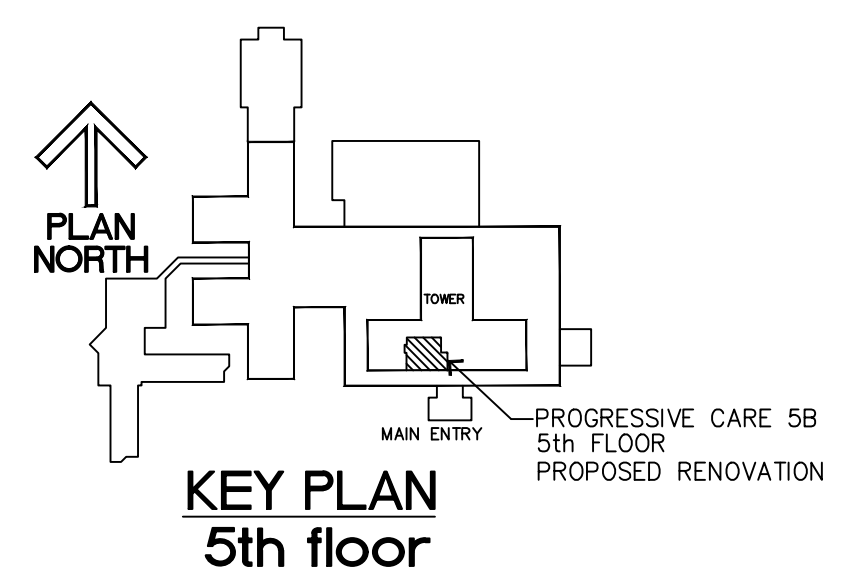 PLAN
NORTH
TOWER
MAIN ENTRY
PROGRESSIVE CARE 5B
5th FLOOR
PROPOSED RENOVATION
KEY PLAN
5th floor